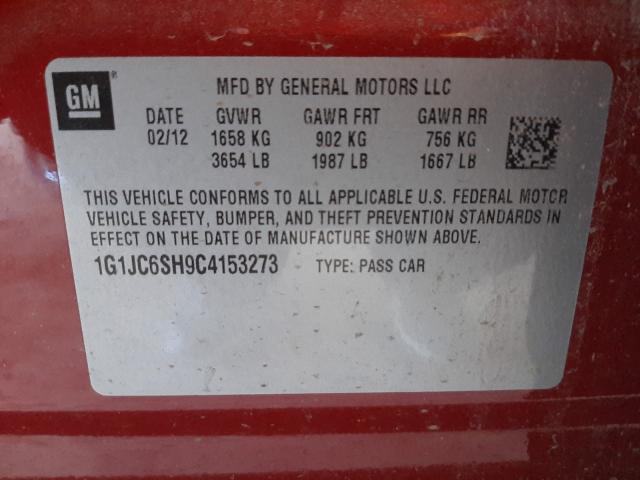 GM®
MFD BY GENERAL MOTORS LLC
DATE GVWR GAWR FRT GAWR RR
02/12 1658 KG 902 KG 756 KG
3654 LB 1987 LB 1667 LB
THIS VEHICLE CONFORMS TO ALL APPLICABLE U.S. FEDERAL MOTOR
VEHICLE SAFETY, BUMPER, AND THEFT PREVENTION STANDARDS IN
EFFECT ON THE DATE OF MANUFACTURE SHOWN ABOVE.
1G1JC6SH9C4153273 TYPE: PASS CAR